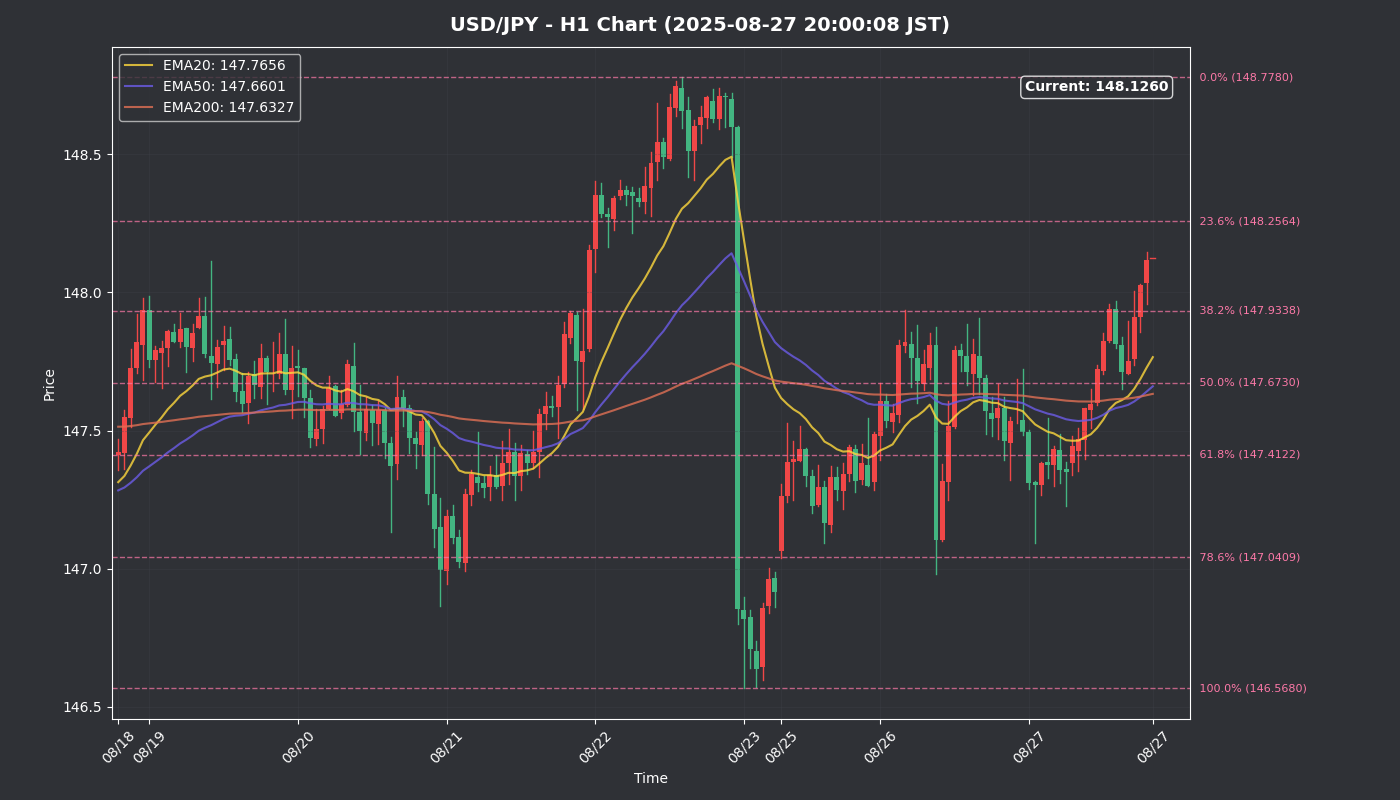 USD/JPY - H1 Chart (2025-08-27 20:00:08 JST)
EMA20: 147.7656
EMA50: 147.6601
EMA200: 147.6327
Current: 148.1260
0.0% (148.7780)
23.6% (148.2564)
38.2% (147.9338)
50.0% (147.6730)
61.8% (147.4122)
78.6% (147.0409)
100.0% (146.5680)
Price
148.5
148.0
147.5
147.0
146.5
08/18 08/19 08/20 08/21 08/22 08/23 08/25 08/26 08/27 08/27
Time